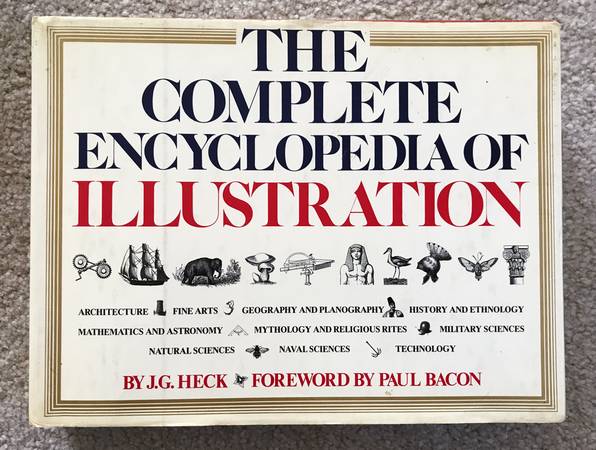 THE
COMPLETE
ENCYCLOPEDIA OF
ILLUSTRATION
ARCHITECTURE FINE ARTS GEOGRAPHY AND PLANOGRAPHY HISTORY AND ETHNOLOGY
MATHEMATICS AND ASTRONOMY MYTHOLOGY AND RELIGIOUS RITES MILITARY SCIENCES
NATURAL SCIENCES NAVAL SCIENCES TECHNOLOGY
BY J.G. HECK FOREWORD BY PAUL BACON